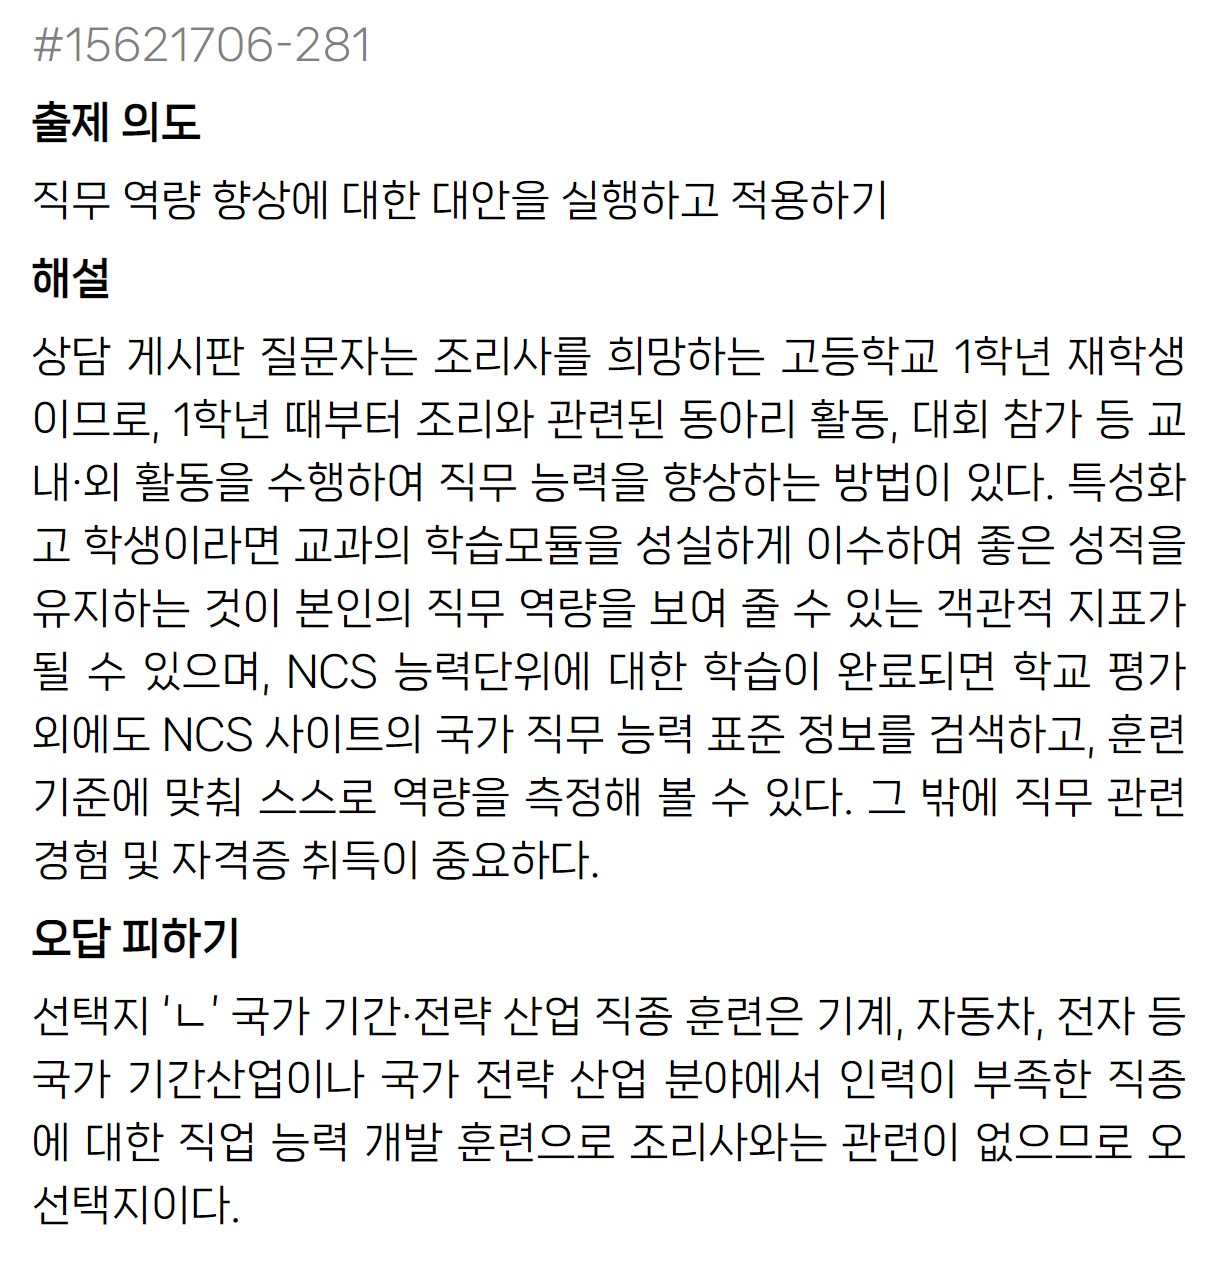 #15621706-281
출제 의도
직무 역량 향상에 대한 대안을 실행하고 적용하기
해설
상담 게시판 질문자는 조리사를 희망하는 고등학교 1학년 재학생
이므로, 1학년 때부터 조리와 관련된 동아리 활동, 대회 참가 등 교
내·외 활동을 수행하여 직무 능력을 향상하는 방법이 있다. 특성화
고 학생이라면 교과의 학습모듈을 성실하게 이수하여 좋은 성적을
유지하는 것이 본인의 직무 역량을 보여 줄 수 있는 객관적 지표가
될 수 있으며, NCS 능력단위에 대한 학습이 완료되면 학교 평가
외에도 NCS 사이트의 국가 직무 능력 표준 정보를 검색하고, 훈련
기준에 맞춰 스스로 역량을 측정해 볼 수 있다. 그 밖에 직무 관련
경험 및 자격증 취득이 중요하다.
오답 피하기
선택지 ‘ㄴ’ 국가 기간·전략 산업 직종 훈련은 기계, 자동차, 전자 등
국가 기간산업이나 국가 전략 산업 분야에서 인력이 부족한 직종
에 대한 직업 능력 개발 훈련으로 조리사와는 관련이 없으므로 오
선택지이다.